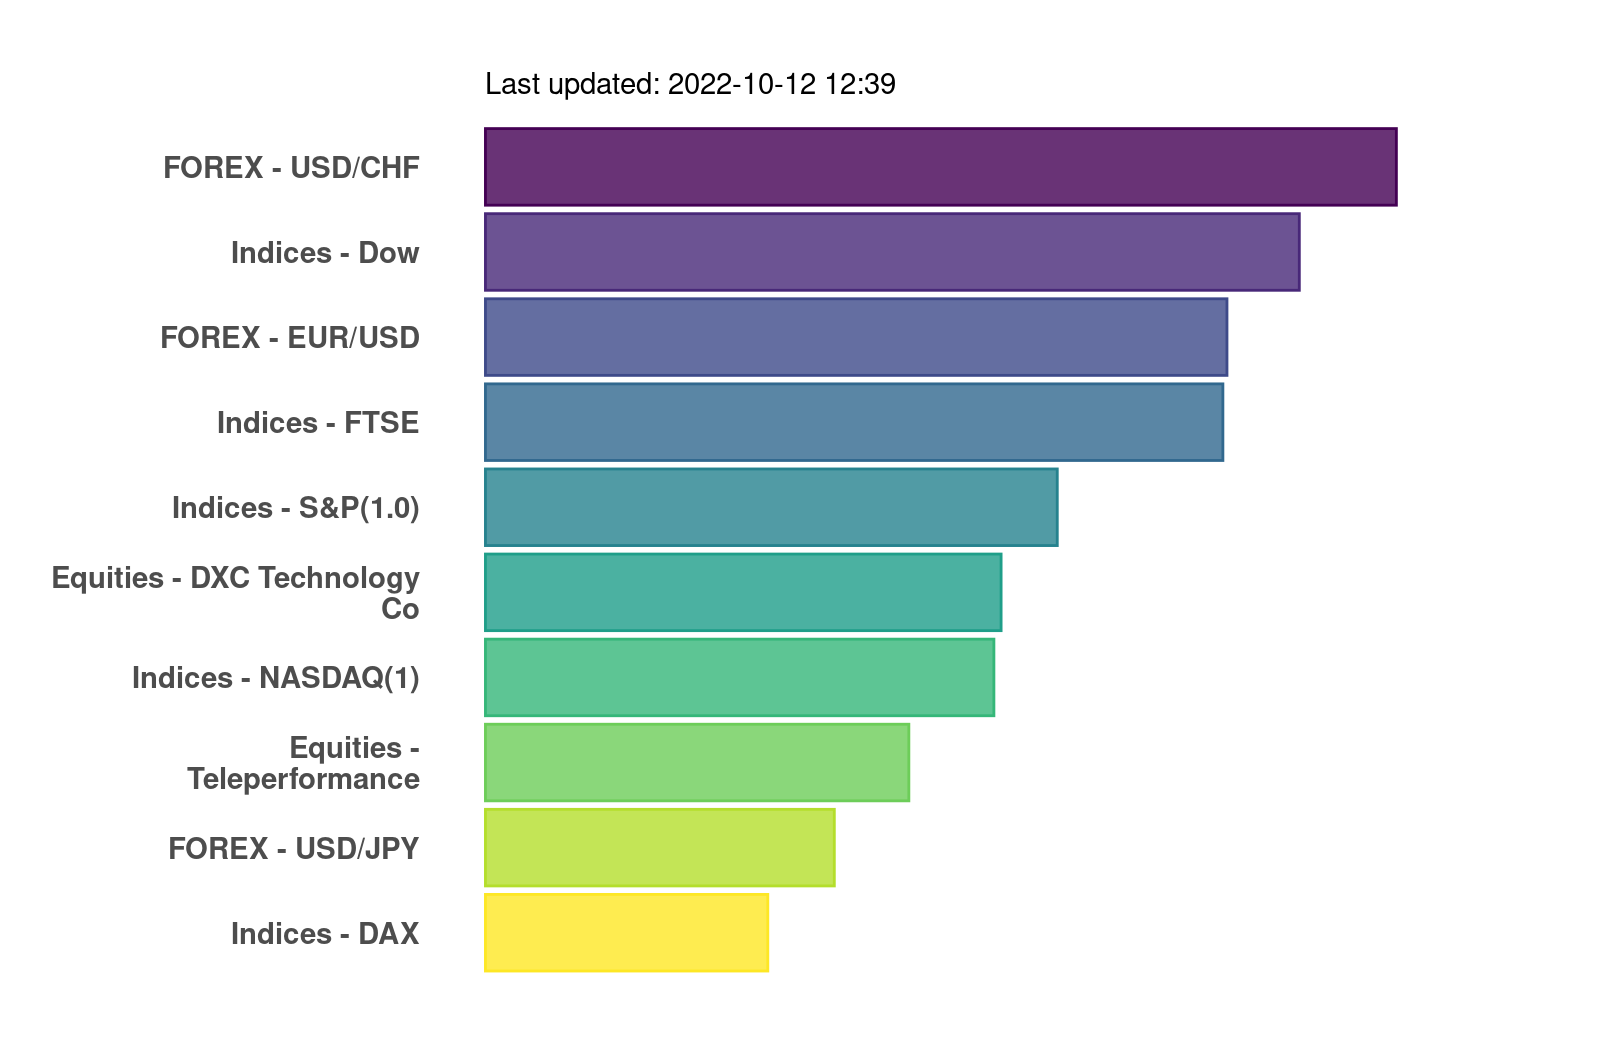 Last updated: 2022-10-12 12:39
FOREX - USD/CHF
Indices - Dow
FOREX - EUR/USD
Indices - FTSE
Indices - S&P(1.0)
Equities - DXC Technology
Co
Indices - NASDAQ(1)
Equities -
Teleperformance
FOREX - USD/JPY
Indices - DAX